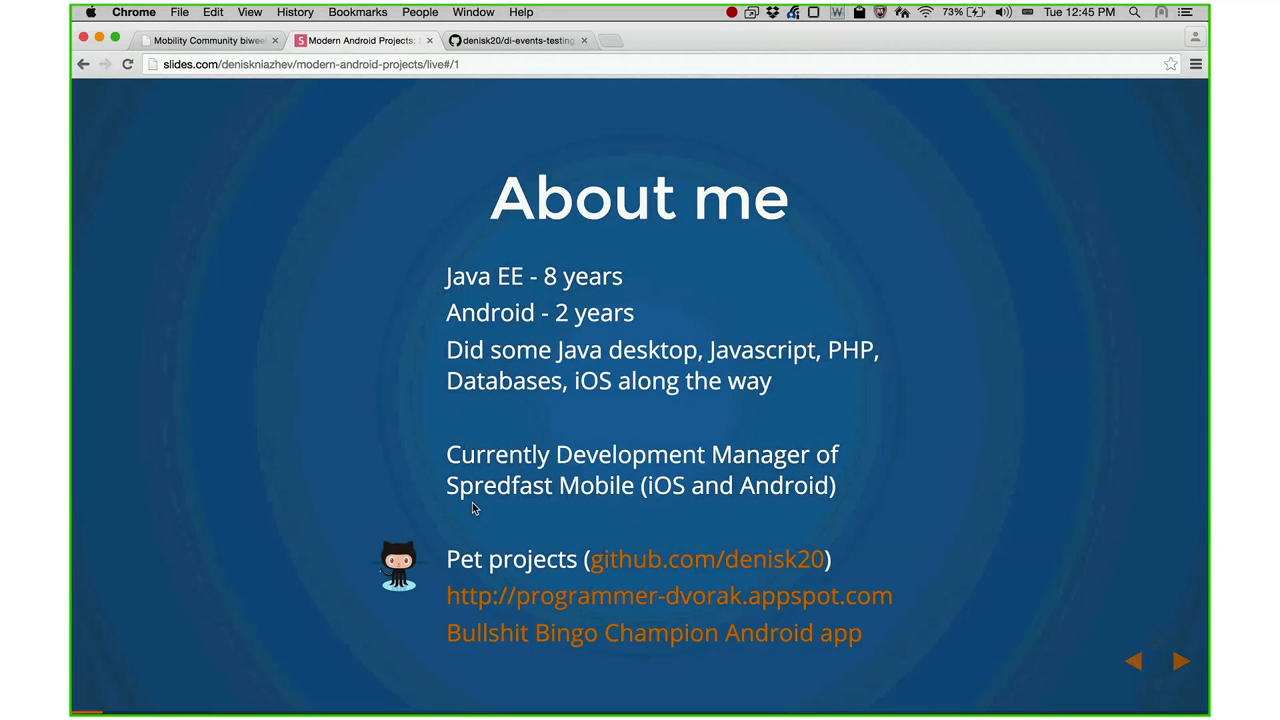 Chrome File Edit View History Bookmarks People Window Help 73% Tue 12:45 PM
Mobility Community biwee Modern Android Projects: denisk20/di-events-testing
slides.com/deniskniazhev/modern-android-projects/live#/1
About me
Java EE - 8 years
Android - 2 years
Did some Java desktop, Javascript, PHP,
Databases, iOS along the way
Currently Development Manager of
Spredfast Mobile (iOS and Android)
Pet projects (github.com/denisk20)
http://programmer-dvorak.appspot.com
Bullshit Bingo Champion Android app